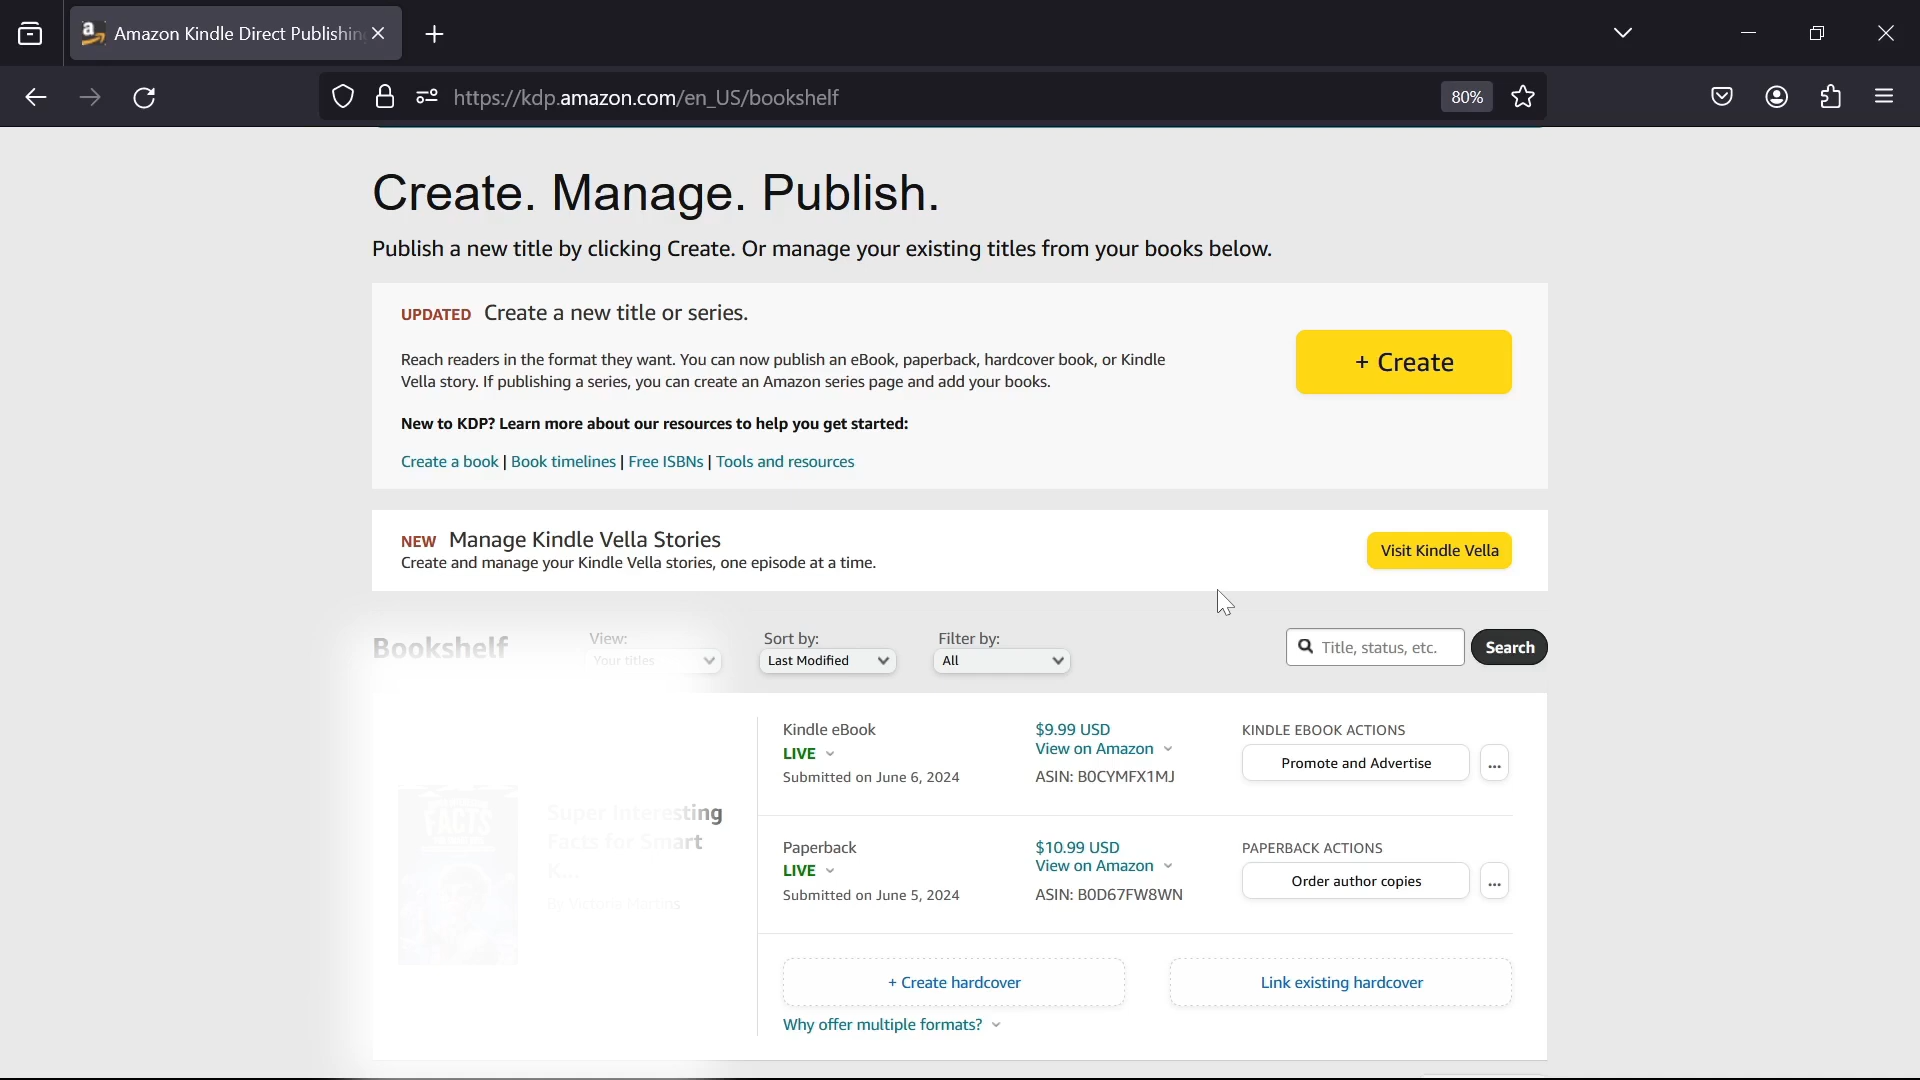 Amazon Kindle Direct Publishin
https://kdp.amazon.com/en_US/bookshelf
80%
Create. Manage. Publish.
Publish a new title by clicking Create. Or manage your existing titles from your books below.
UPDATED Create a new title or series.
Reach readers in the format they want. You can now publish an eBook, paperback, hardcover book, or Kindle
Vella story. If publishing a series, you can create an Amazon series page and add your books.
+ Create
New to KDP? Learn more about our resources to help you get started:
Create a book | Book timelines | Free ISBNs | Tools and resources
NEW Manage Kindle Vella Stories
Create and manage your Kindle Vella stories, one episode at a time.
Visit Kindle Vella
Bookshelf
View:
Your titles
Sort by:
Last Modified
Filter by:
All
Title, status, etc.
Search
FACTS
Super Interesting
Facts for Smart
K...
Kindle eBook
LIVE
Submitted on June 6, 2024
$9.99 USD
View on Amazon
ASIN: B0CYMFX1MJ
KINDLE EBOOK ACTIONS
Promote and Advertise
...
Paperback
LIVE
Submitted on June 5, 2024
$10.99 USD
View on Amazon
ASIN: B0D67FW8WN
PAPERBACK ACTIONS
Order author copies
...
+ Create hardcover
Link existing hardcover
Why offer multiple formats?